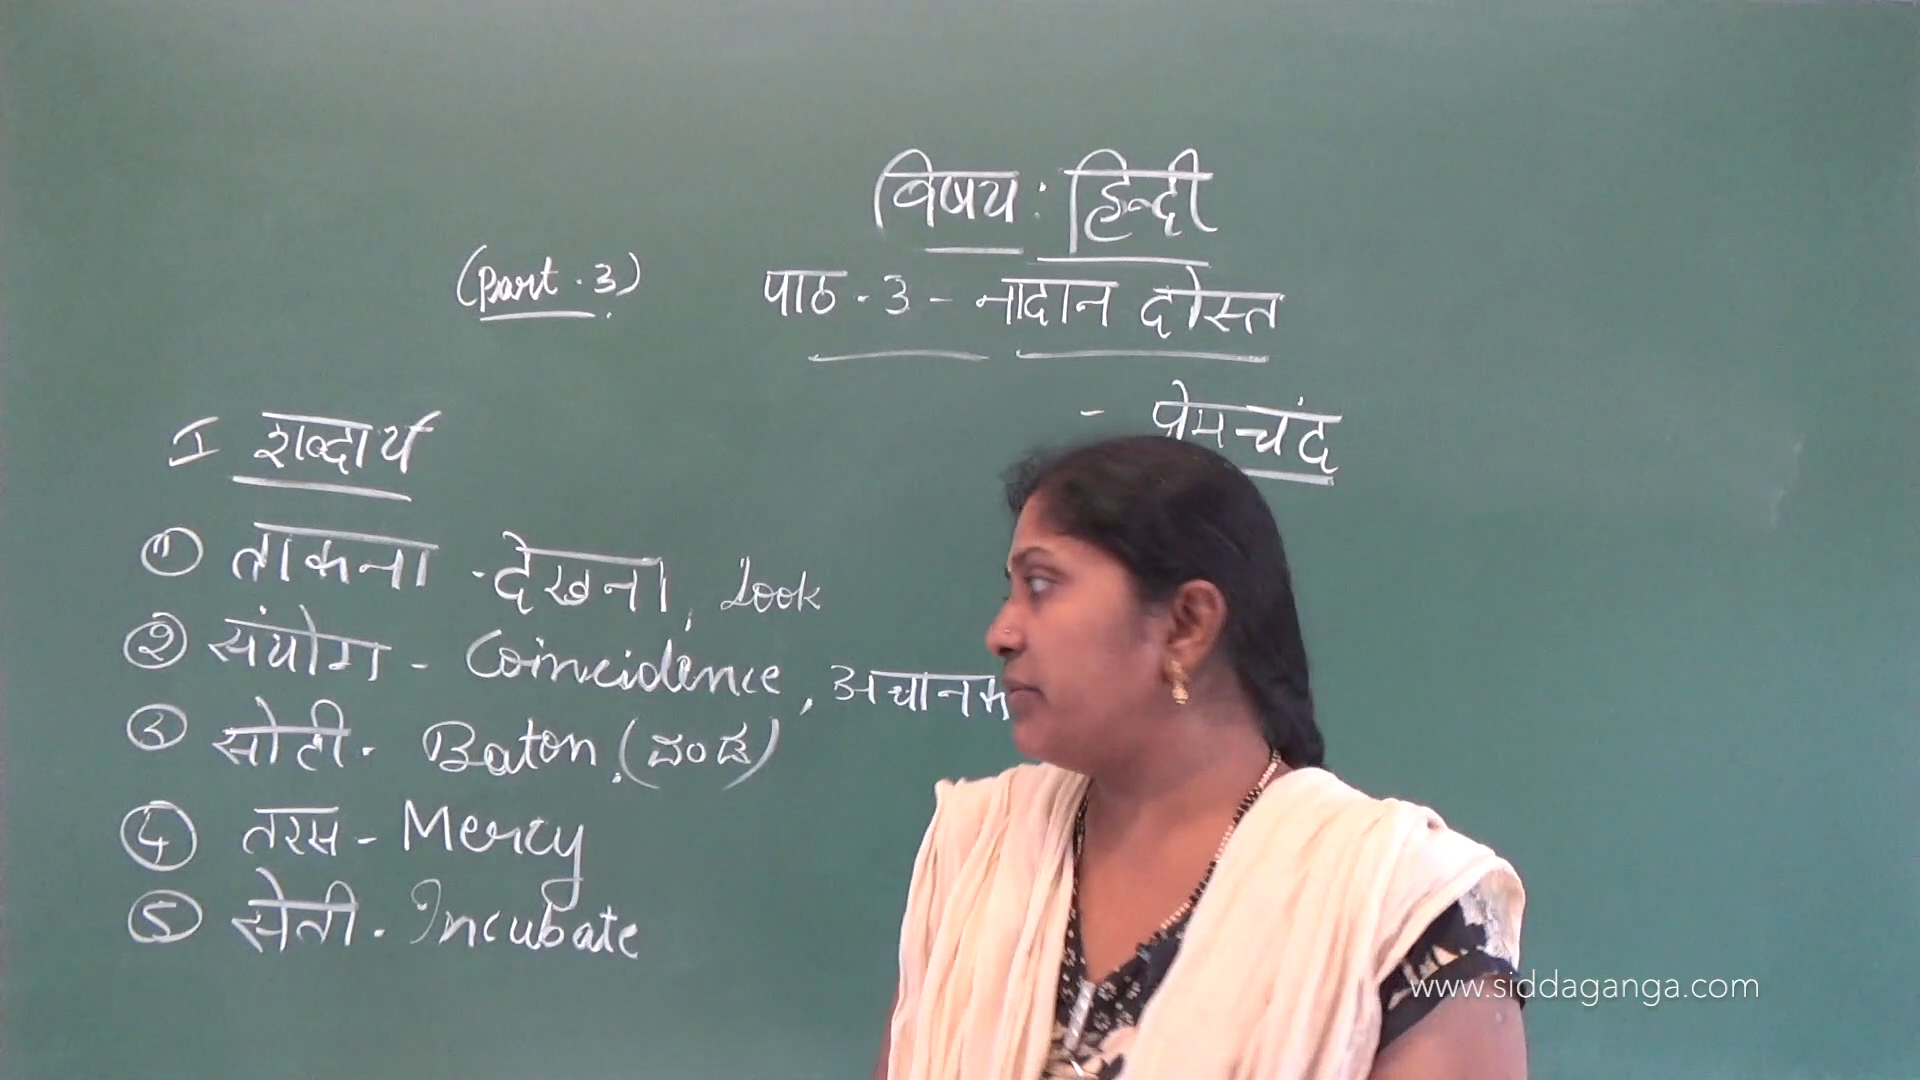 विषय : हिन्दी
(Part . 3)
पाठ - 3 - नादान दोस्त
- प्रेमचंद
I शब्दार्थ
1 ताकना - देखना, Look
2 संयोग - Coincidence, अचानक
3 सोटी - Baton (ದಂಡ)
4 तरस - Mercy
5 सेती - Incubate
www.siddaganga.com